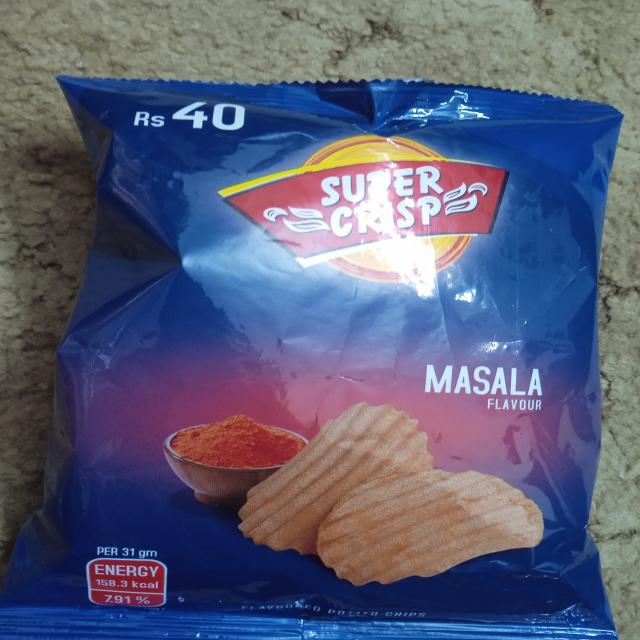 Rs 40
SUPER
CRISP
MASALA
FLAVOUR
PER 31 gm
ENERGY
158.3 kcal
7.91 %
FLAVOURED POTATO CHIPS